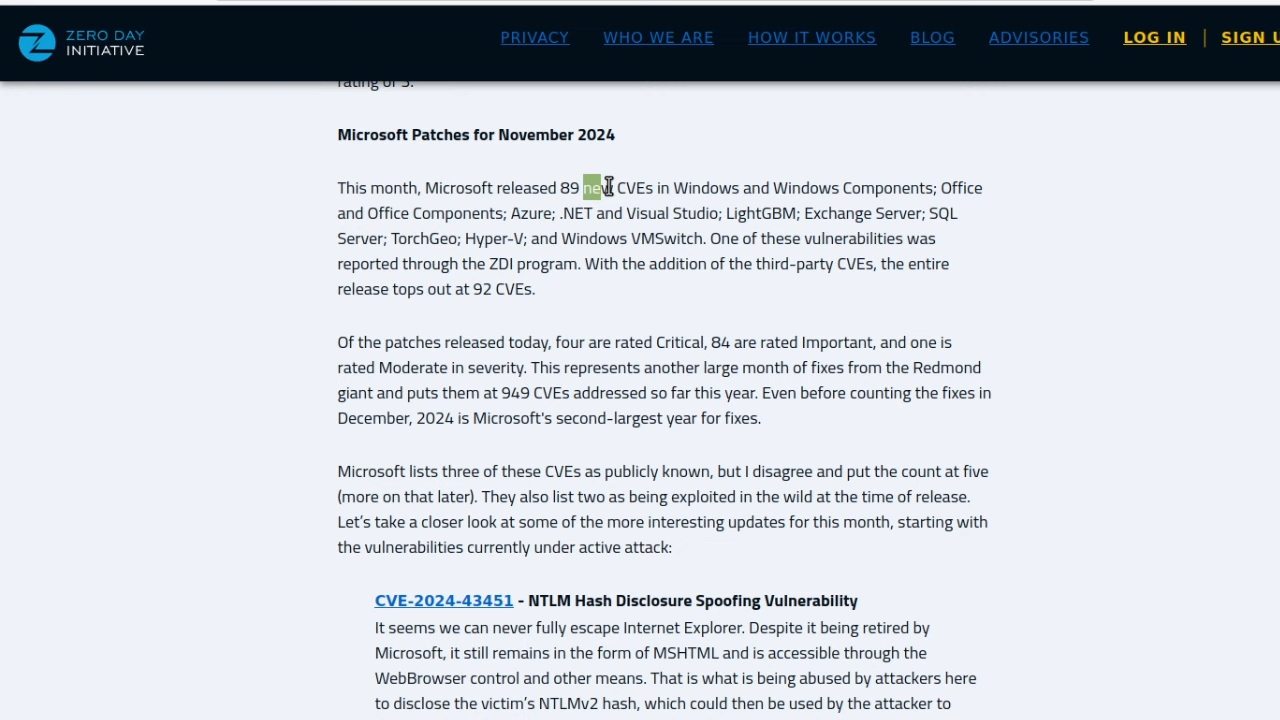 ZERO DAY
INITIATIVE
PRIVACY WHO WE ARE HOW IT WORKS BLOG ADVISORIES LOG IN | SIGN U
rating of 3.
Microsoft Patches for November 2024
This month, Microsoft released 89 new CVEs in Windows and Windows Components; Office
and Office Components; Azure; .NET and Visual Studio; LightGBM; Exchange Server; SQL
Server; TorchGeo; Hyper-V; and Windows VMSwitch. One of these vulnerabilities was
reported through the ZDI program. With the addition of the third-party CVEs, the entire
release tops out at 92 CVEs.
Of the patches released today, four are rated Critical, 84 are rated Important, and one is
rated Moderate in severity. This represents another large month of fixes from the Redmond
giant and puts them at 949 CVEs addressed so far this year. Even before counting the fixes in
December, 2024 is Microsoft's second-largest year for fixes.
Microsoft lists three of these CVEs as publicly known, but I disagree and put the count at five
(more on that later). They also list two as being exploited in the wild at the time of release.
Let’s take a closer look at some of the more interesting updates for this month, starting with
the vulnerabilities currently under active attack:
CVE-2024-43451 - NTLM Hash Disclosure Spoofing Vulnerability
It seems we can never fully escape Internet Explorer. Despite it being retired by
Microsoft, it still remains in the form of MSHTML and is accessible through the
WebBrowser control and other means. That is what is being abused by attackers here
to disclose the victim’s NTLMv2 hash, which could then be used by the attacker to